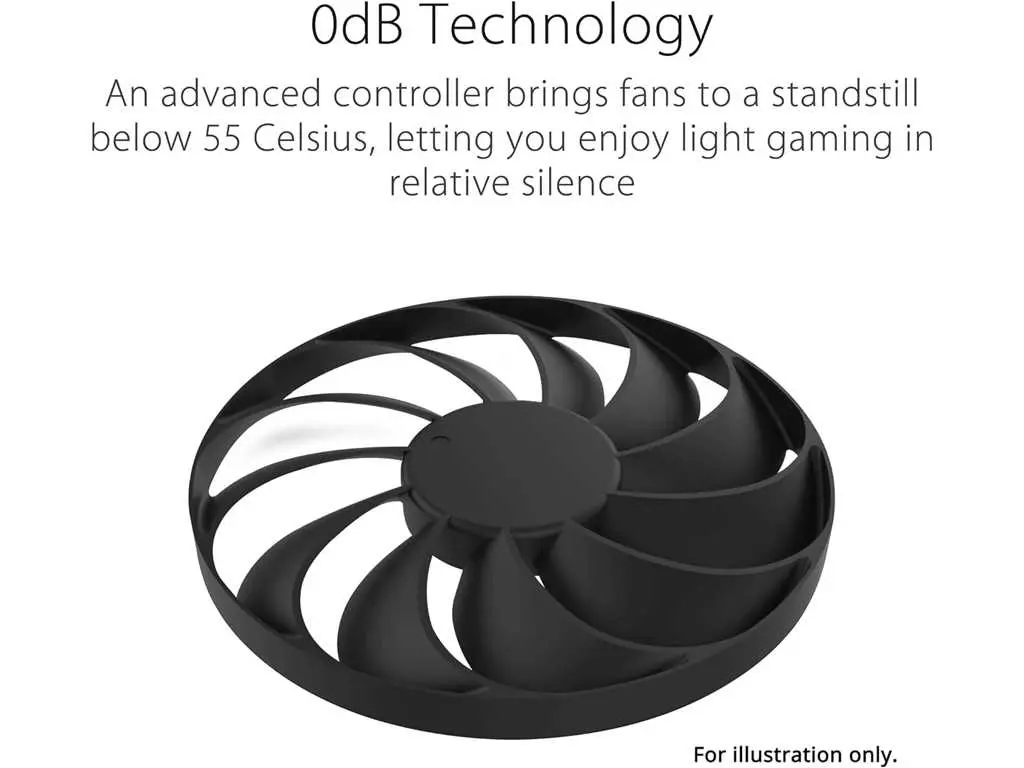 0dB Technology
An advanced controller brings fans to a standstill
below 55 Celsius, letting you enjoy light gaming in
relative silence
For illustration only.